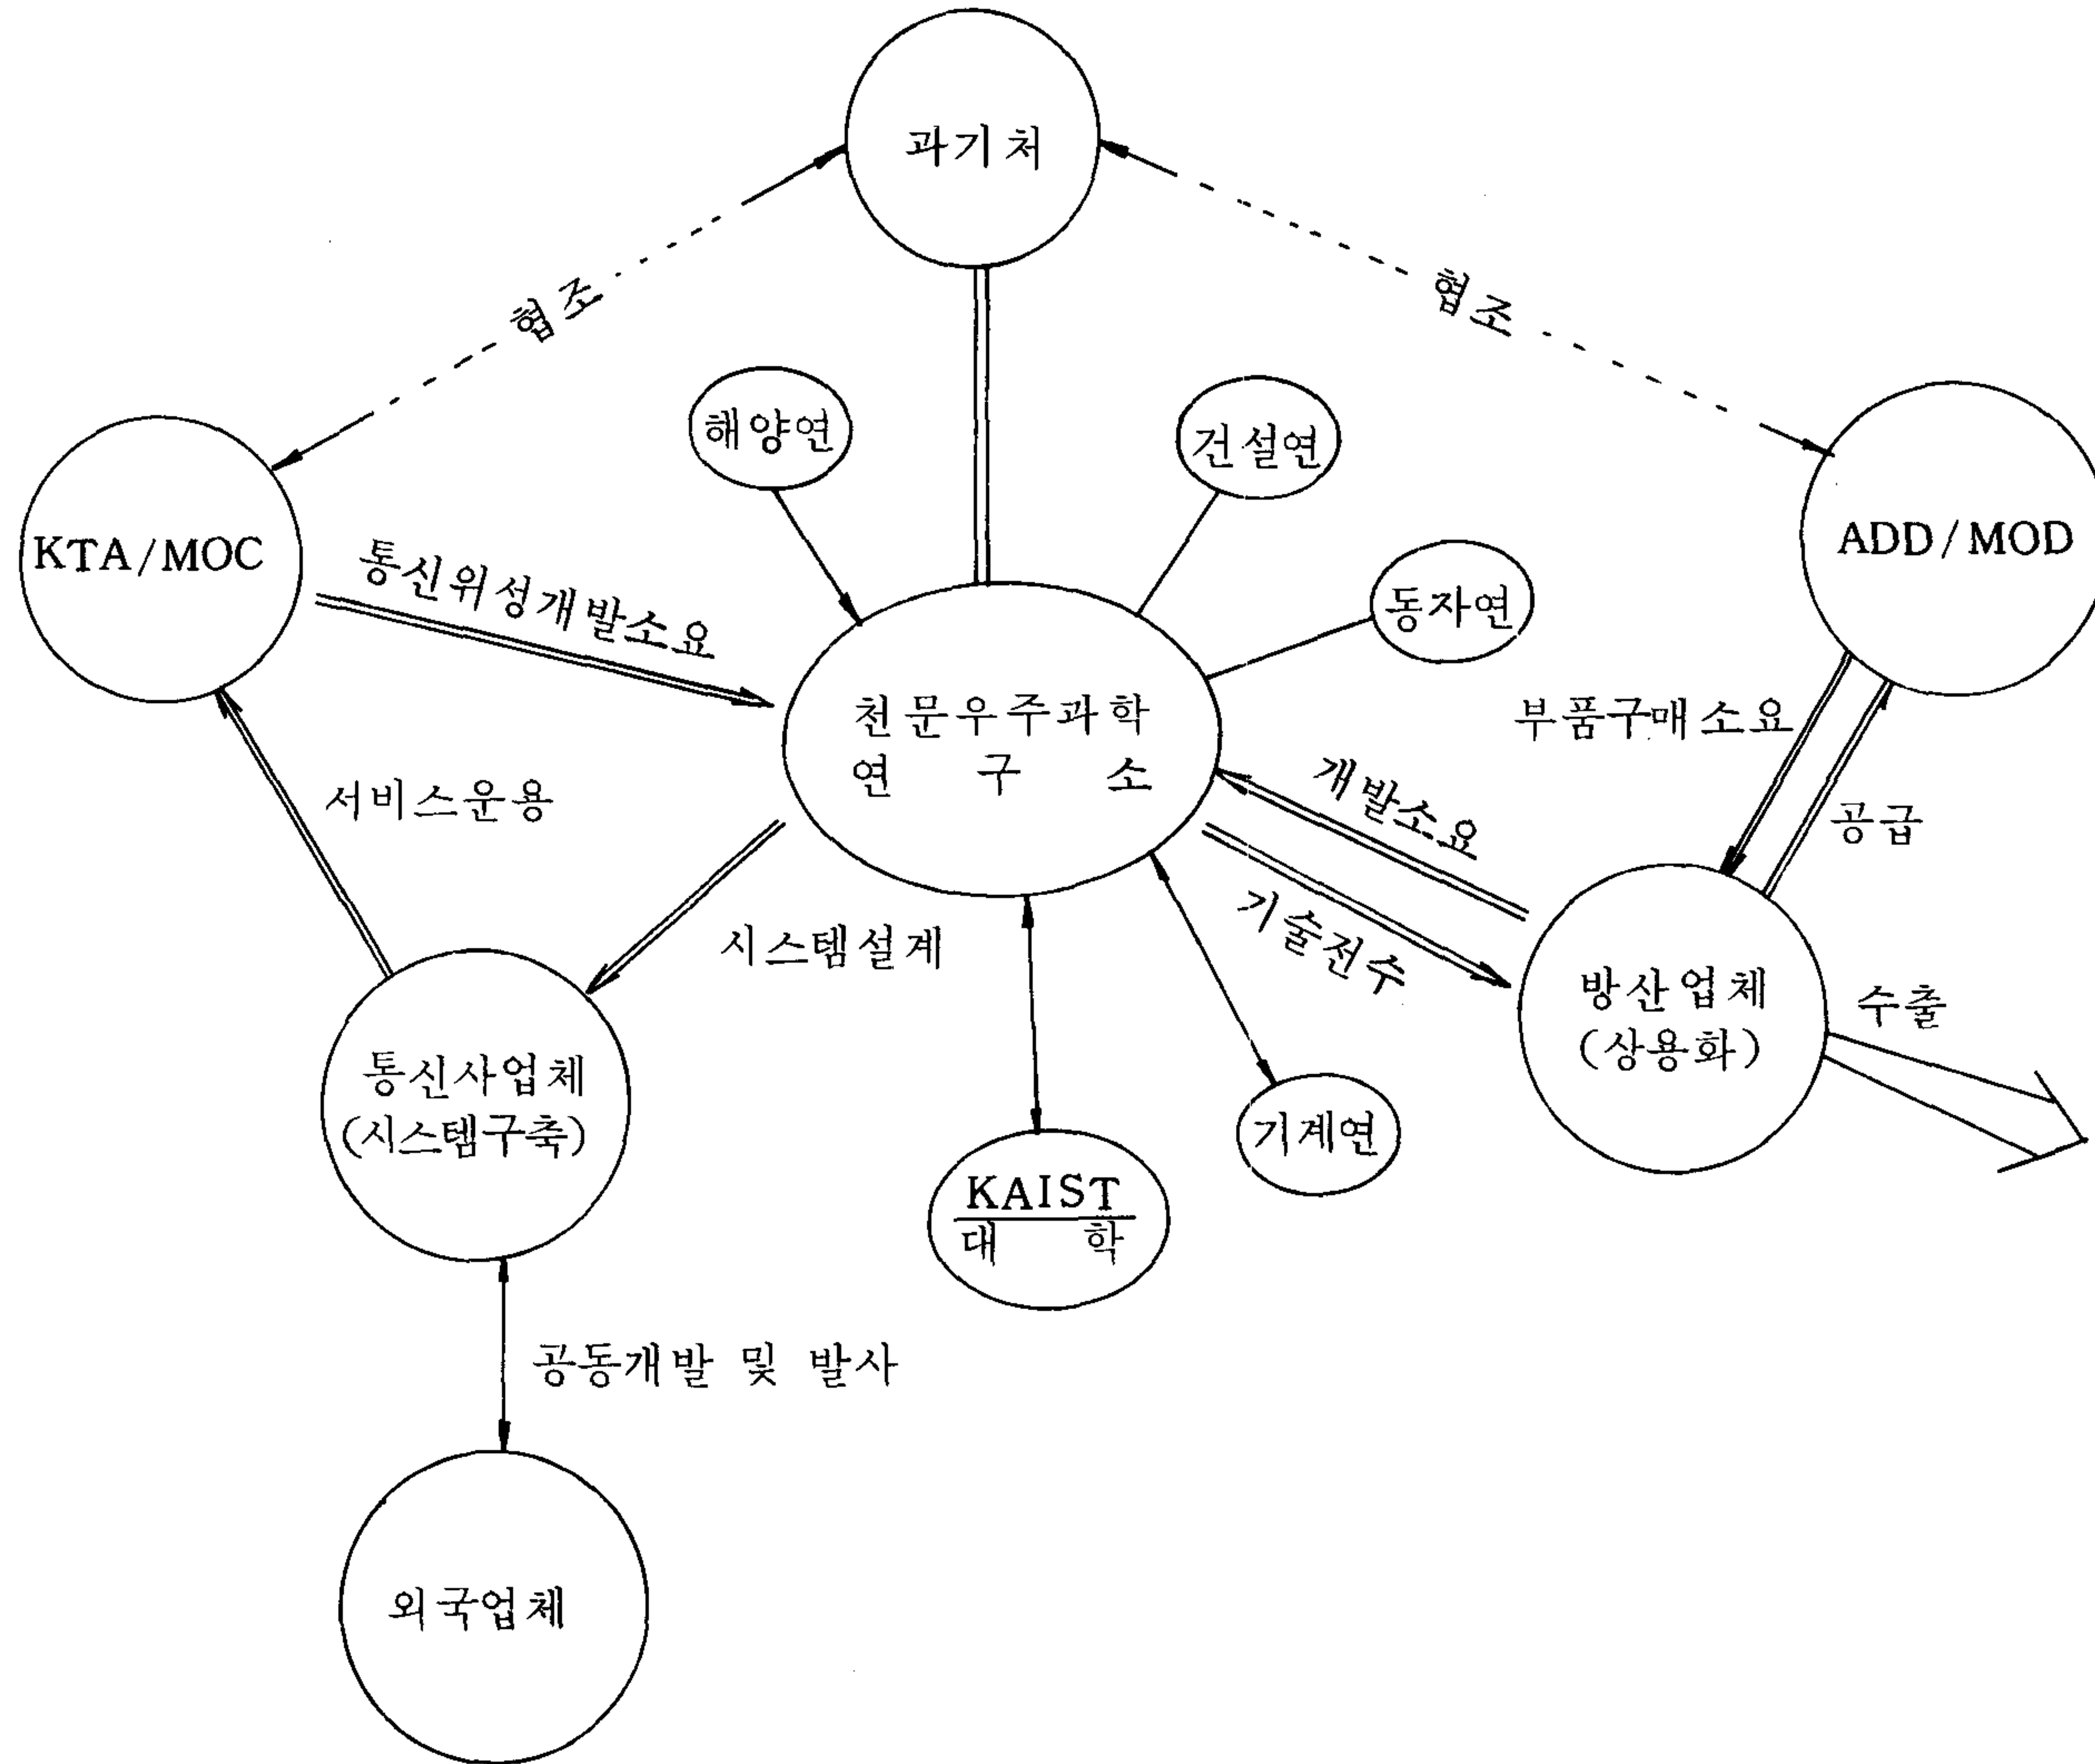 과기처
협조
협조
해양연
건설연
KTA/MOC
ADD/MOD
통신위성개발소요
동자연
천문우주과학
연 구 소
부품구매소요
서비스운용
개발소요
공급
시스템설계
기술전수
방산업체
(상용화)
수출
통신사업체
(시스템구축)
기계연
KAIST
대 학
공동개발 및 발사
외국업체